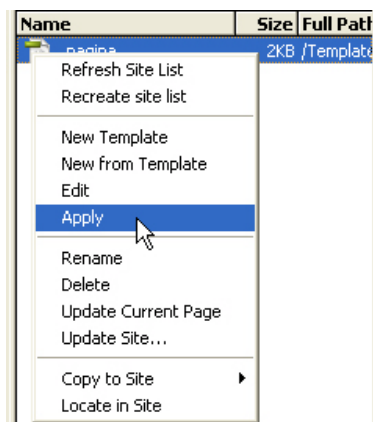 Name Size Full Path
pagina 2KB /Template
Refresh Site List
Recreate site list
New Template
New from Template
Edit
Apply
Rename
Delete
Update Current Page
Update Site...
Copy to Site
Locate in Site